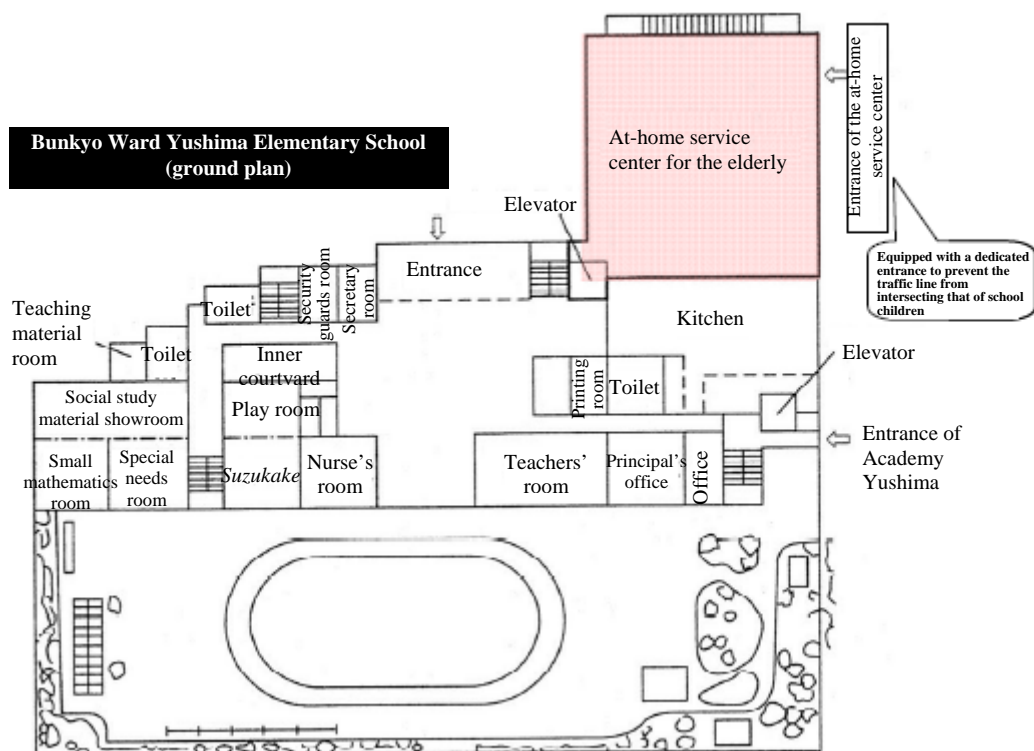 Bunkyo Ward Yushima Elementary School
(ground plan)
At-home service
center for the elderly
Entrance of the at-home
service center
Equipped with a dedicated
entrance to prevent the
traffic line from
intersecting that of school
children
Elevator
Entrance
Security
guards room
Secretary
room
Toilet
Teaching
material
room
Toilet
Inner
courtvard
Kitchen
Elevator
Social study
material showroom
Play room
Printing
room
Toilet
Entrance of
Academy
Yushima
Small
mathematics
room
Special
needs
room
Suzukake
Nurse's
room
Teachers'
room
Principal's
office
Office